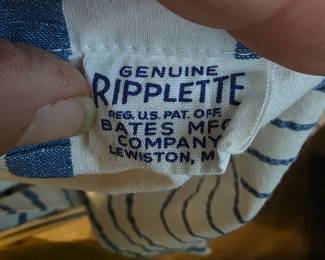 GENUINE
RIPPLETTE
REG. U.S. PAT. OFF.
BATES MFG
COMPANY
LEWISTON, M